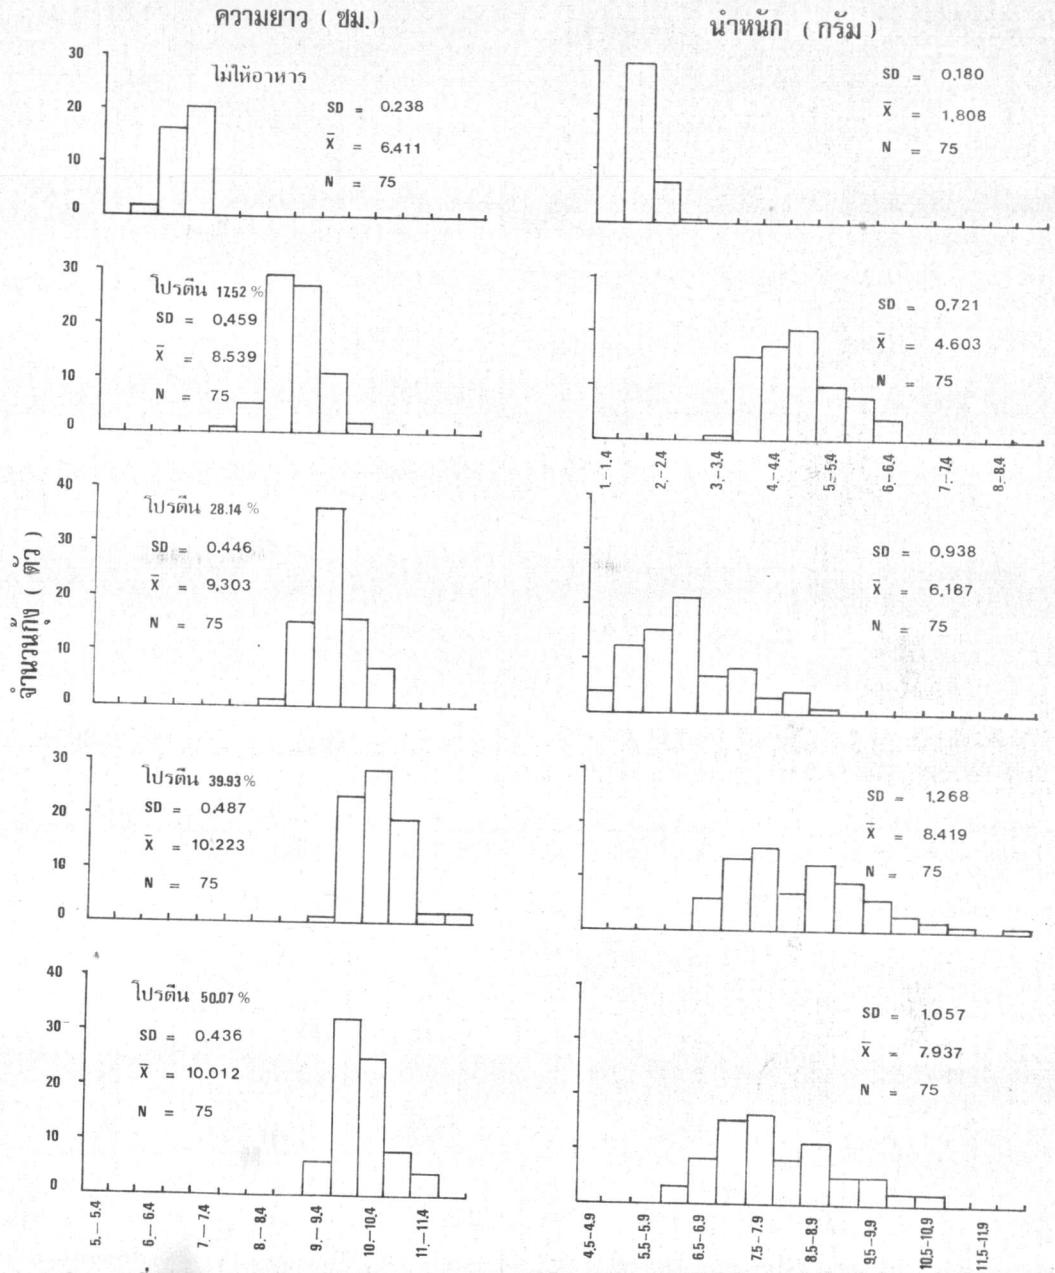 ความยาว ( ซม.)
นำหนัก ( กรัม )
30
20
10
0
ไม่ให้อาหาร
SD = 0.238
X̄ = 6.411
N = 75
SD = 0.180
X̄ = 1.808
N = 75
30
20
10
0
โปรตีน 17.52 %
SD = 0.459
X̄ = 8.539
N = 75
SD = 0.721
X̄ = 4.603
N = 75
1.–1.4
2.–2.4
3.–3.4
4.–4.4
5.–5.4
6.–6.4
7.–7.4
8.–8.4
จำนวนกุ้ง ( ตัว )
40
30
20
10
0
โปรตีน 28.14 %
SD = 0.446
X̄ = 9.303
N = 75
SD = 0.938
X̄ = 6.167
N = 75
30
20
10
0
โปรตีน 39.93 %
SD = 0.487
X̄ = 10.223
N = 75
SD = 1.268
X̄ = 8.419
N = 75
40
30
20
10
0
โปรตีน 50.07 %
SD = 0.436
X̄ = 10.012
N = 75
SD = 1.057
X̄ = 7.937
N = 75
5.–5.4
6.–6.4
7.–7.4
8.–8.4
9.–9.4
10.–10.4
11.–11.4
4.5–4.9
5.5–5.9
6.5–6.9
7.5–7.9
8.5–8.9
9.5–9.9
10.5–10.9
11.5–11.9